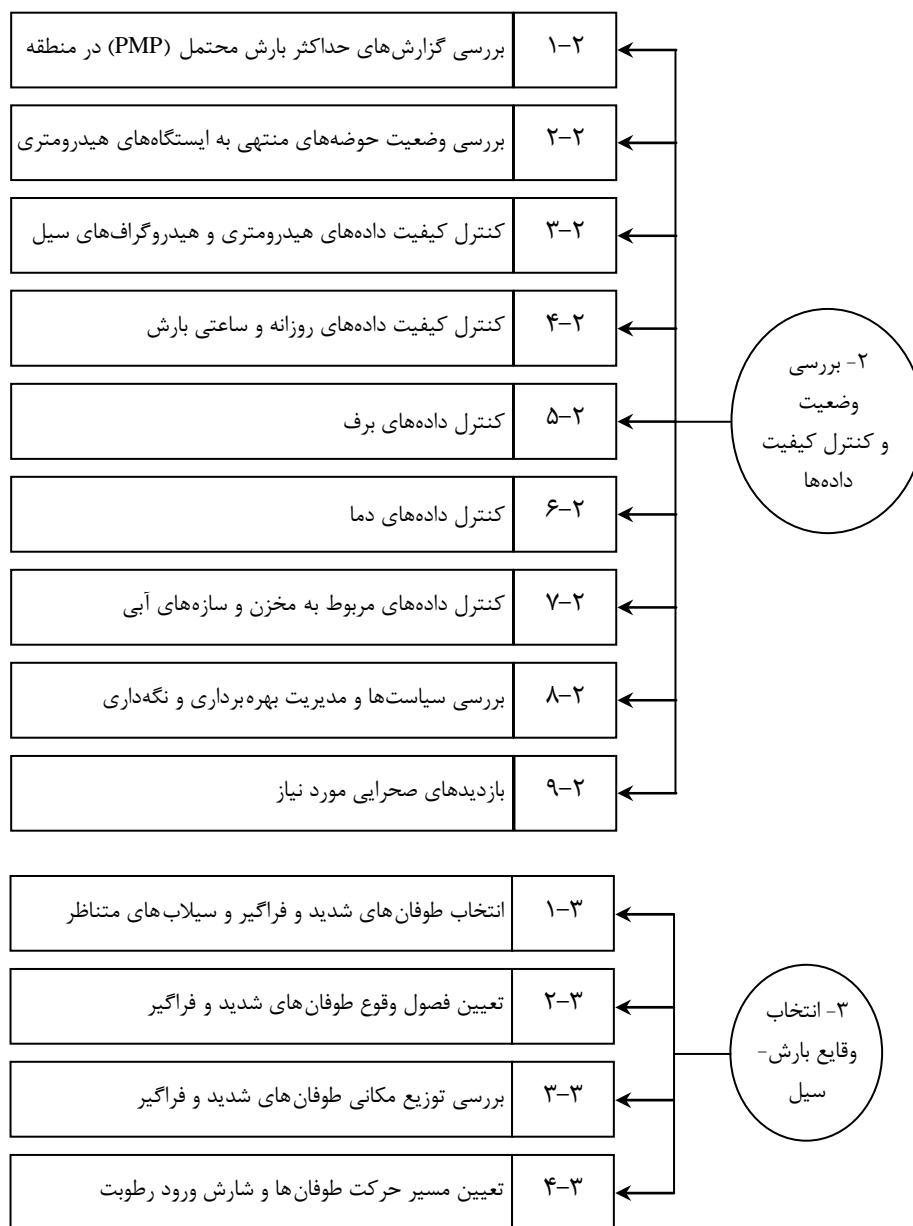 ۲- بررسی
وضعیت
و کنترل کیفیت
داده‌ها
۱-۲ بررسی گزارش‌های حداکثر بارش محتمل (PMP) در منطقه
۲-۲ بررسی وضعیت حوضه‌های منتهی به ایستگاه‌های هیدرومتری
۳-۲ کنترل کیفیت داده‌های هیدرومتری و هیدروگراف‌های سیل
۴-۲ کنترل کیفیت داده‌های روزانه و ساعتی بارش
۵-۲ کنترل داده‌های برف
۶-۲ کنترل داده‌های دما
۷-۲ کنترل داده‌های مربوط به مخزن و سازه‌های آبی
۸-۲ بررسی سیاست‌ها و مدیریت بهره‌برداری و نگه‌داری
۹-۲ بازدیدهای صحرایی مورد نیاز
۳- انتخاب
وقایع بارش-
سیل
۱-۳ انتخاب طوفان‌های شدید و فراگیر و سیلاب‌های متناظر
۲-۳ تعیین فصول وقوع طوفان‌های شدید و فراگیر
۳-۳ بررسی توزیع مکانی طوفان‌های شدید و فراگیر
۴-۳ تعیین مسیر حرکت طوفان‌ها و شارش ورود رطوبت